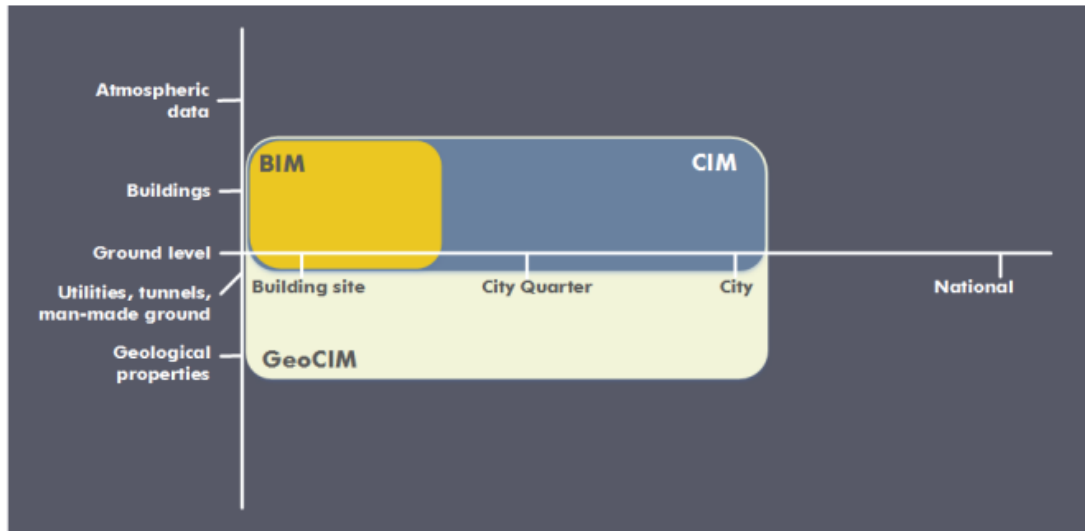 Atmospheric
data
BIM
CIM
Buildings
Ground level
Building site
City Quarter
City
National
Utilities, tunnels,
man-made ground
Geological
properties
GeoCIM